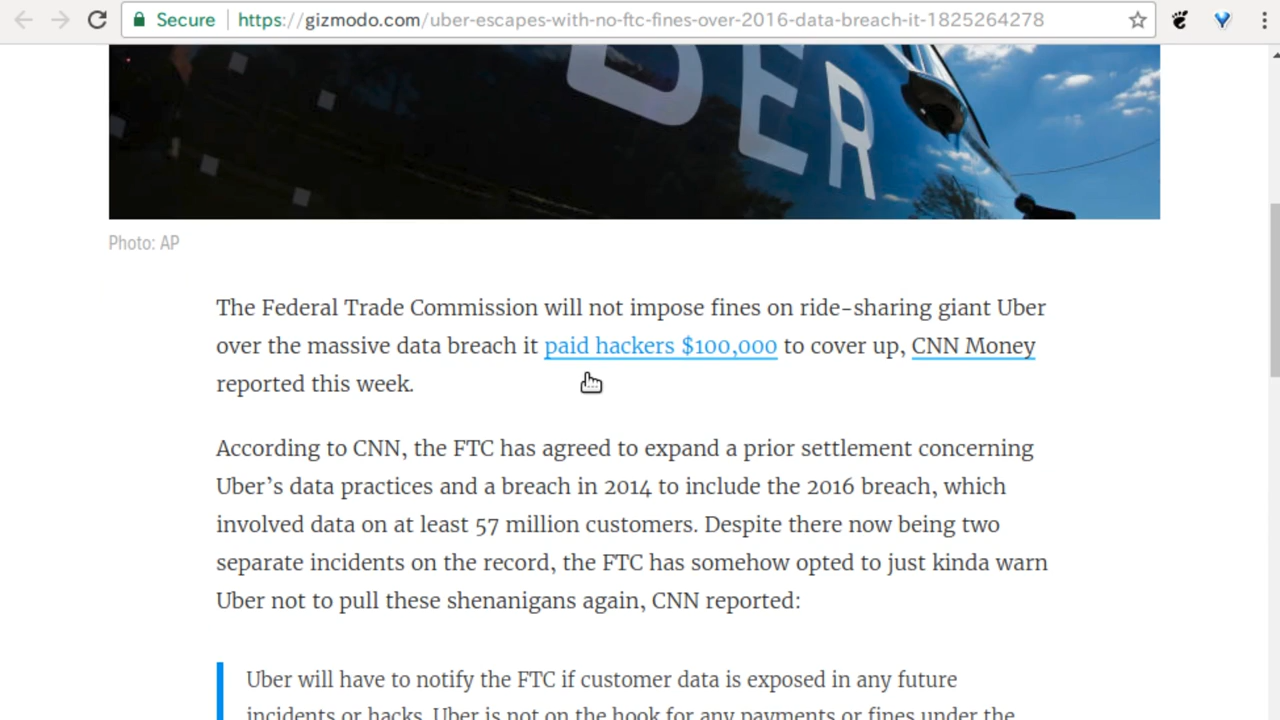 Secure https://gizmodo.com/uber-escapes-with-no-ftc-fines-over-2016-data-breach-it-1825264278
BER
Photo: AP
The Federal Trade Commission will not impose fines on ride-sharing giant Uber
over the massive data breach it paid hackers $100,000 to cover up, CNN Money
reported this week.
According to CNN, the FTC has agreed to expand a prior settlement concerning
Uber's data practices and a breach in 2014 to include the 2016 breach, which
involved data on at least 57 million customers. Despite there now being two
separate incidents on the record, the FTC has somehow opted to just kinda warn
Uber not to pull these shenanigans again, CNN reported:
Uber will have to notify the FTC if customer data is exposed in any future
incidents or hacks. Uber is not on the hook for any payments or fines under the